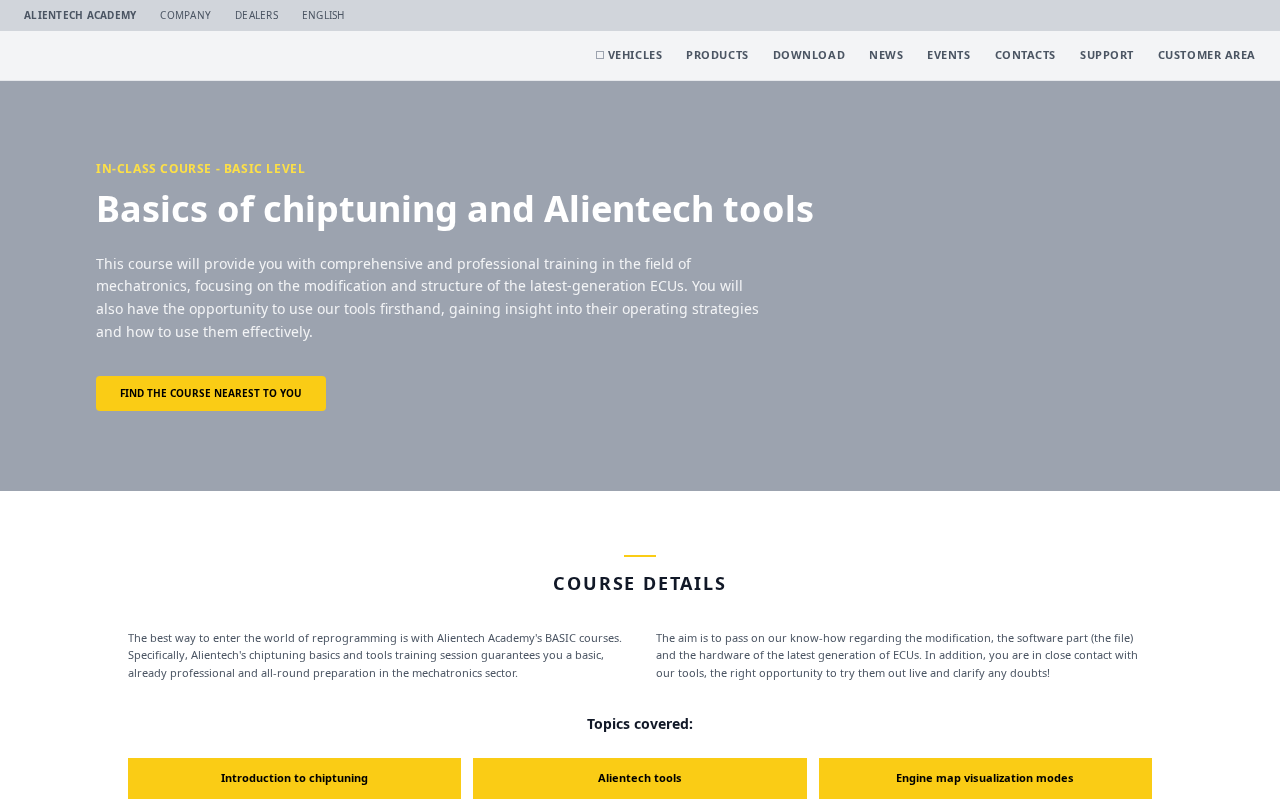 ALIENTECH ACADEMY COMPANY DEALERS ENGLISH
VEHICLES PRODUCTS DOWNLOAD NEWS EVENTS CONTACTS SUPPORT CUSTOMER AREA
IN-CLASS COURSE - BASIC LEVEL
Basics of chiptuning and Alientech tools
This course will provide you with comprehensive and professional training in the field of
mechatronics, focusing on the modification and structure of the latest-generation ECUs. You will
also have the opportunity to use our tools firsthand, gaining insight into their operating strategies
and how to use them effectively.
FIND THE COURSE NEAREST TO YOU
COURSE DETAILS
The best way to enter the world of reprogramming is with Alientech Academy's BASIC courses.
Specifically, Alientech's chiptuning basics and tools training session guarantees you a basic,
already professional and all-round preparation in the mechatronics sector.
The aim is to pass on our know-how regarding the modification, the software part (the file)
and the hardware of the latest generation of ECUs. In addition, you are in close contact with
our tools, the right opportunity to try them out live and clarify any doubts!
Topics covered:
Introduction to chiptuning
Alientech tools
Engine map visualization modes